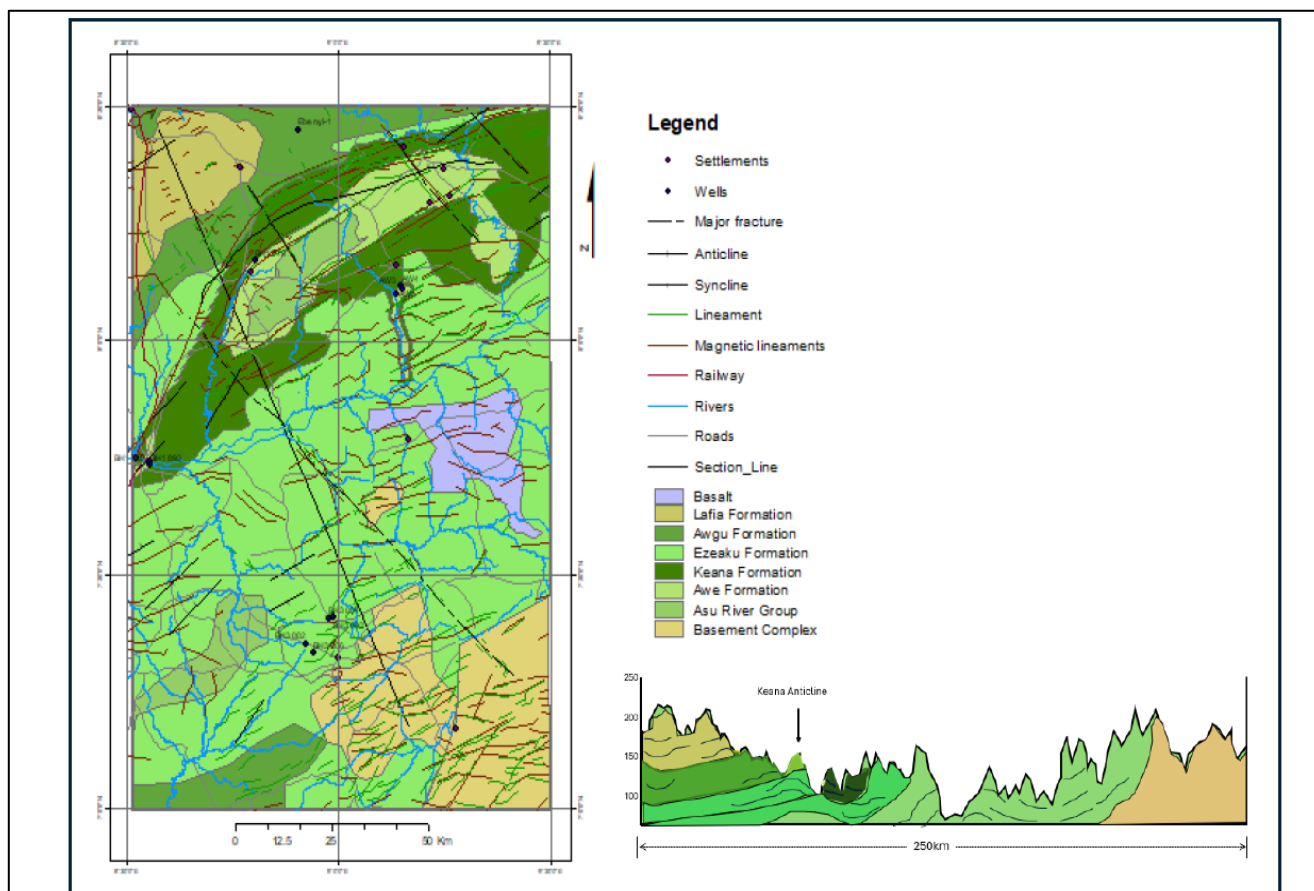 Ebenyi-1
N
0 12.5 25 50 Km
Legend
Settlements
Wells
Major fracture
Anticline
Syncline
Lineament
Magnetic lineaments
Railway
Rivers
Roads
Section_Line
Basalt
Lafia Formation
Awgu Formation
Ezeaku Formation
Keana Formation
Awe Formation
Asu River Group
Basement Complex
Keana Anticline
250
200
150
100
250km